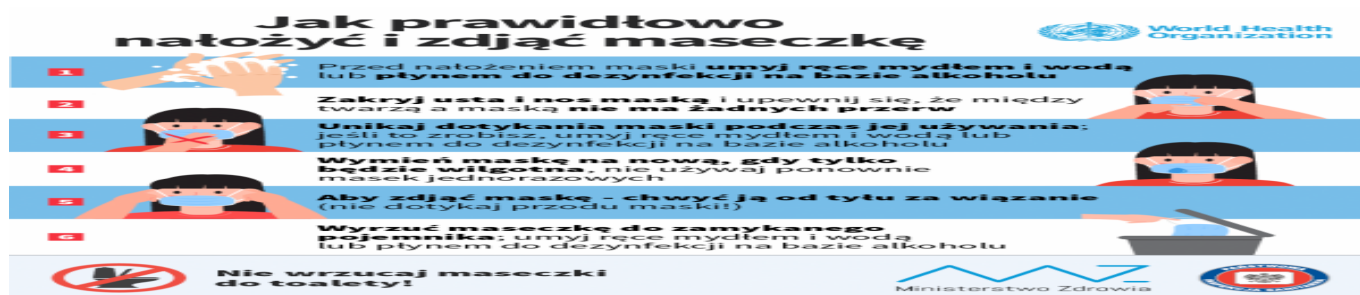 Jak prawidłowo
nałożyć i zdjąć maseczkę
World Health
Organization
1
Przed nałożeniem maski umyj ręce mydłem i wodą
lub płynem do dezynfekcji na bazie alkoholu
2
Zakryj usta i nos maską i upewnij się, że między
twarzą a maską nie ma żadnych przerw
3
Unikaj dotykania maski podczas jej używania;
jeśli to zrobisz, umyj ręce mydłem i wodą lub
płynem do dezynfekcji na bazie alkoholu
4
Wymień maskę na nową, gdy tylko
będzie wilgotna, nie używaj ponownie
masek jednorazowych
5
Aby zdjąć maskę - chwyć ją od tyłu za wiązanie
(nie dotykaj przodu maski!)
6
Wyrzuć maseczkę do zamykanego
pojemnika; umyj ręce mydłem i wodą
lub płynem do dezynfekcji na bazie alkoholu
Nie wrzucaj maseczki
do toalety!
Ministerstwo Zdrowia